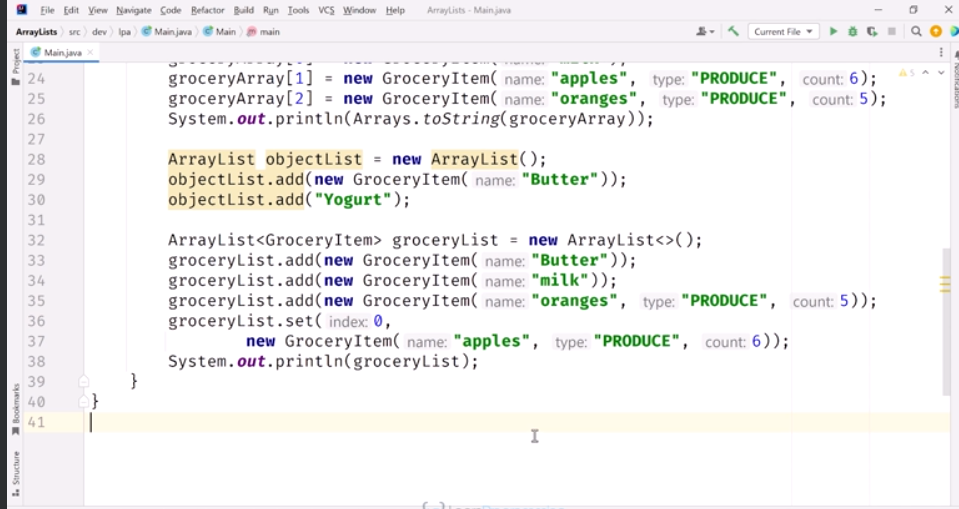 File Edit View Navigate Code Refactor Build Run Tools VCS Window Help ArrayLists - Main.java
ArrayLists src dev lpa Main.java Main main Current File
Project
Main.java
24 groceryArray[1] = new GroceryItem( name: "apples", type: "PRODUCE", count: 6);
5
Notifications
25 groceryArray[2] = new GroceryItem( name: "oranges", type: "PRODUCE", count: 5);
26 System.out.println(Arrays.toString(groceryArray));
27
28 ArrayList objectList = new ArrayList();
29 objectList.add(new GroceryItem( name: "Butter"));
30 objectList.add("Yogurt");
31
32 ArrayList<GroceryItem> groceryList = new ArrayList<>();
33 groceryList.add(new GroceryItem( name: "Butter"));
34 groceryList.add(new GroceryItem( name: "milk"));
35 groceryList.add(new GroceryItem( name: "oranges", type: "PRODUCE", count: 5));
36 groceryList.set( index: 0,
37 new GroceryItem( name: "apples", type: "PRODUCE", count: 6));
38 System.out.println(groceryList);
39 }
40 }
41
Bookmarks
Structure